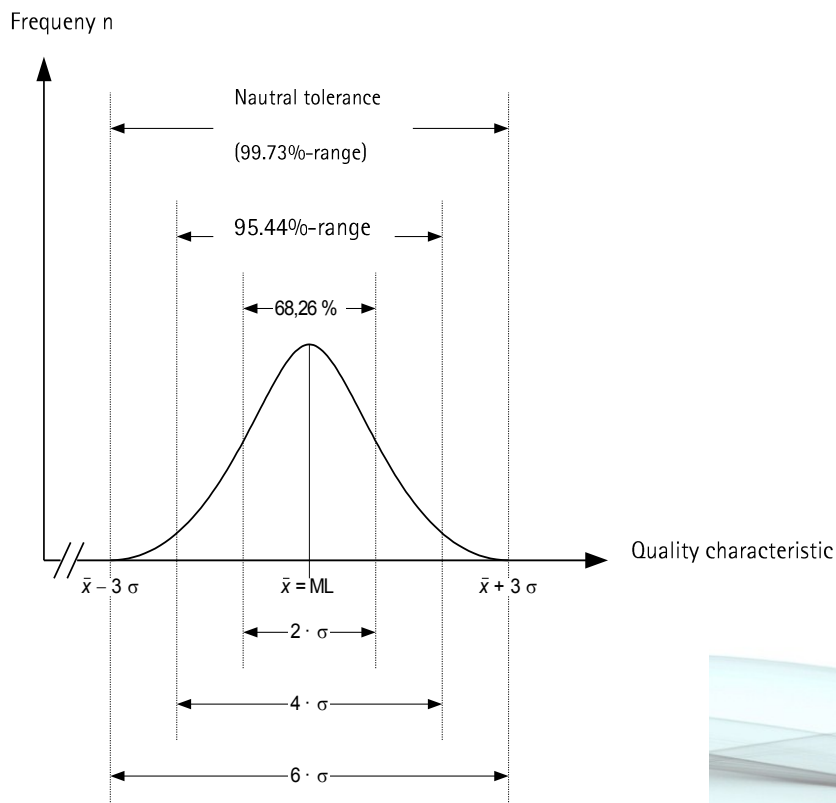 Frequeny n
Nautral tolerance
(99.73%-range)
95.44%-range
68,26 %
Quality characteristic
x̄ – 3 σ
x̄ = ML
x̄ + 3 σ
2 · σ
4 · σ
6 · σ